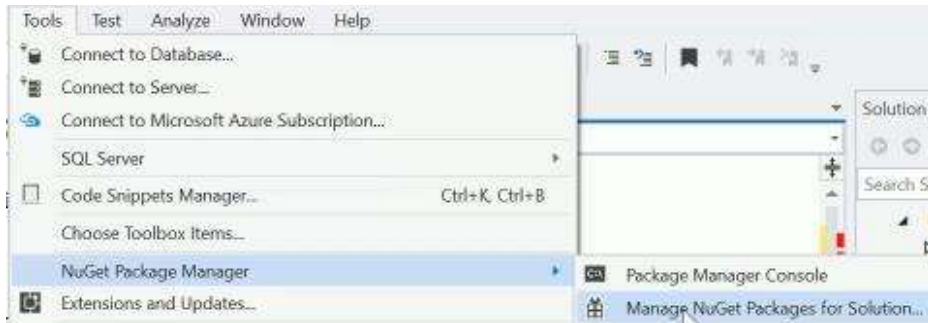 Tools Test Analyze Window Help
Connect to Database...
Connect to Server...
Connect to Microsoft Azure Subscription...
SQL Server
Code Snippets Manager... Ctrl+K, Ctrl+B
Choose Toolbox Items...
NuGet Package Manager
Extensions and Updates...
Package Manager Console
Manage NuGet Packages for Solution...
Solution
Search S